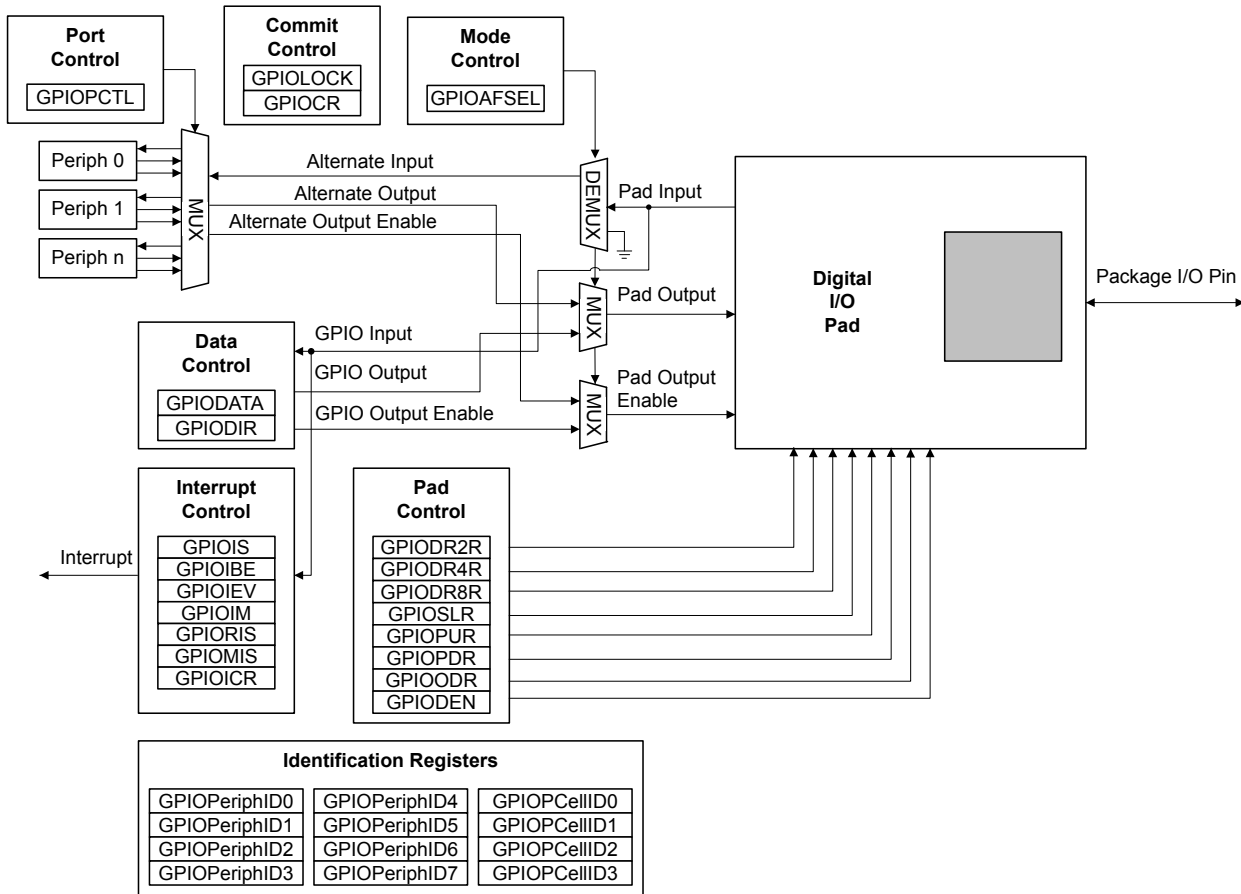 Port
Control
GPIOPCTL
Commit
Control
GPIOLOCK
GPIOCR
Mode
Control
GPIOAFSEL
Periph 0
Periph 1
Periph n
MUX
Alternate Input
Alternate Output
Alternate Output Enable
DEMUX
Pad Input
MUX
Pad Output
MUX
Pad Output
Enable
Digital
I/O
Pad
Package I/O Pin
Data
Control
GPIODATA
GPIODIR
GPIO Input
GPIO Output
GPIO Output Enable
Interrupt
Interrupt
Control
GPIOIS
GPIOIBE
GPIOIEV
GPIOIM
GPIORIS
GPIOMIS
GPIOICR
Pad
Control
GPIODR2R
GPIODR4R
GPIODR8R
GPIOSLR
GPIOPUR
GPIOPDR
GPIOODR
GPIODEN
Identification Registers
GPIOPeriphID0
GPIOPeriphID1
GPIOPeriphID2
GPIOPeriphID3
GPIOPeriphID4
GPIOPeriphID5
GPIOPeriphID6
GPIOPeriphID7
GPIOPCellID0
GPIOPCellID1
GPIOPCellID2
GPIOPCellID3